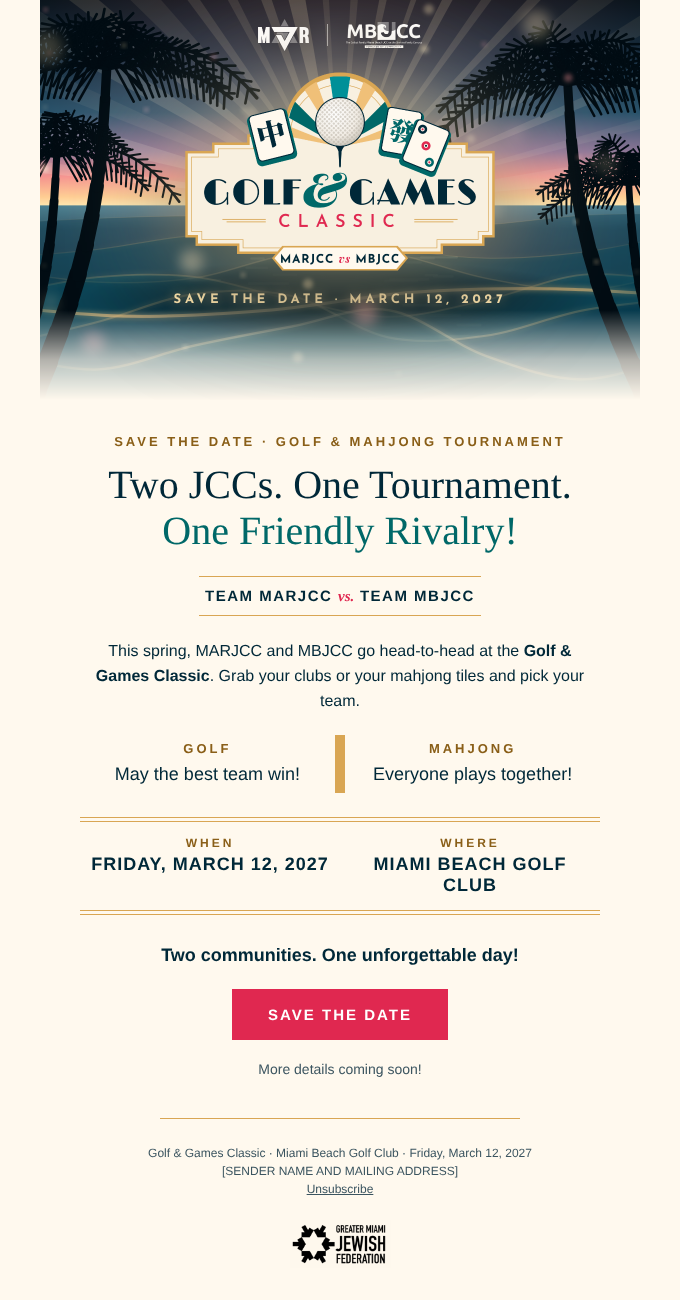 MAR
MBJCC
中
發
GOLF&GAMES
CLASSIC
MARJCC vs MBJCC
SAVE THE DATE · MARCH 12, 2027
SAVE THE DATE · GOLF & MAHJONG TOURNAMENT
Two JCCs. One Tournament.
One Friendly Rivalry!
TEAM MARJCC vs. TEAM MBJCC
This spring, MARJCC and MBJCC go head-to-head at the Golf &
Games Classic. Grab your clubs or your mahjong tiles and pick your
team.
GOLF
May the best team win!
MAHJONG
Everyone plays together!
WHEN
FRIDAY, MARCH 12, 2027
WHERE
MIAMI BEACH GOLF
CLUB
Two communities. One unforgettable day!
SAVE THE DATE
More details coming soon!
Golf & Games Classic · Miami Beach Golf Club · Friday, March 12, 2027
[SENDER NAME AND MAILING ADDRESS]
Unsubscribe
GREATER MIAMI
JEWISH
FEDERATION